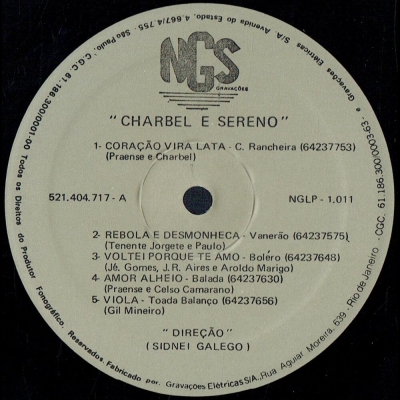 NGS
GRAVAÇÕES
"CHARBEL E SERENO"
1- CORAÇÃO VIRA LATA - C. Rancheira (64237753)
(Praense e Charbel)
521.404.717 - A
NGLP - 1.011
2- REBOLA E DESMONHECA - Vanerão (64237575)
(Tenente Jorgete e Paulo)
3- VOLTEI PORQUE TE AMO - Boléro (64237648)
(Jê. Gomes, J.R. Aires e Aroldo Marigo)
4- AMOR ALHEIO - Balada (64237630)
(Praense e Celso Camarano)
5- VIOLA - Toada Balanço (64237656)
(Gil Mineiro)
"DIREÇÃO"
(SIDNEI GALEGO)
Todos os Direitos do Produtor Fonográfico. Reservados. Fabricado por. Gravações Elétricas S/A., Rua Aguiar Moreira, 639 - Rio de Janeiro - CGC. 61.186.300/0003-63 - e Gravações Elétricas S/A, Avenida do Estado, 4.667/4.755 - São Paulo. - C.G.C. 61.186.300/0001-00